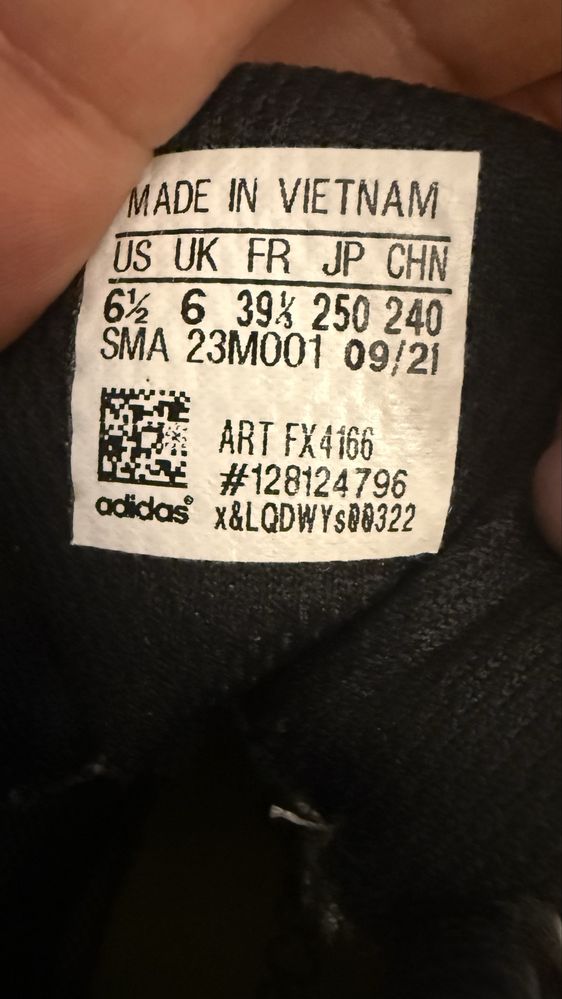 MADE IN VIETNAM
US UK FR JP CHN
6½ 6 39⅓ 250 240
SMA 23M001 09/21
ART FX4166
#128124796
adidas®
x&LQDWYs00322